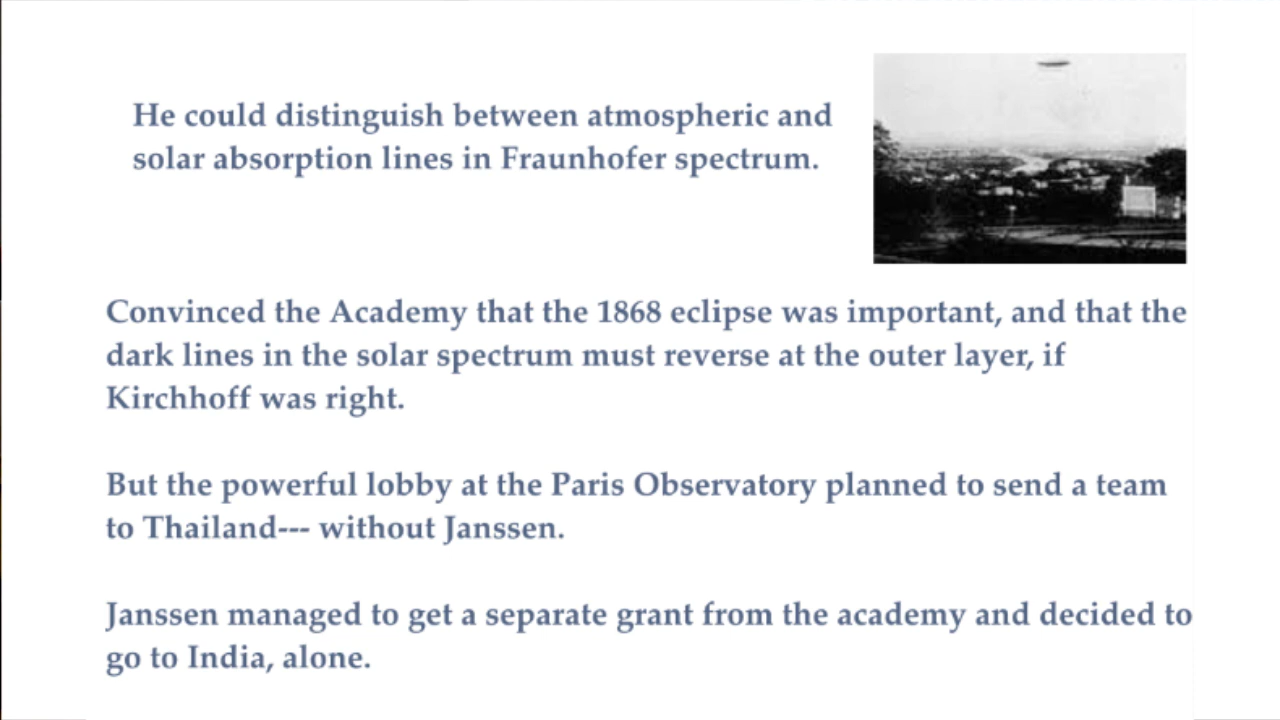 He could distinguish between atmospheric and
solar absorption lines in Fraunhofer spectrum.
Convinced the Academy that the 1868 eclipse was important, and that the
dark lines in the solar spectrum must reverse at the outer layer, if
Kirchhoff was right.
But the powerful lobby at the Paris Observatory planned to send a team
to Thailand--- without Janssen.
Janssen managed to get a separate grant from the academy and decided to
go to India, alone.